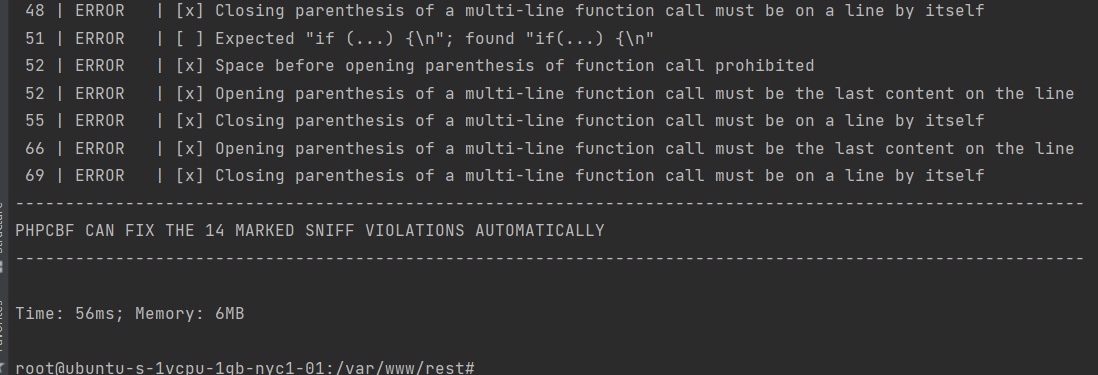 48 | ERROR   | [x] Closing parenthesis of a multi-line function call must be on a line by itself
51 | ERROR   | [ ] Expected "if (...) {\n"; found "if(...) {\n"
52 | ERROR   | [x] Space before opening parenthesis of function call prohibited
52 | ERROR   | [x] Opening parenthesis of a multi-line function call must be the last content on the line
55 | ERROR   | [x] Closing parenthesis of a multi-line function call must be on a line by itself
66 | ERROR   | [x] Opening parenthesis of a multi-line function call must be the last content on the line
69 | ERROR   | [x] Closing parenthesis of a multi-line function call must be on a line by itself
-----------------------------------------------------------------------------------------------------------
PHPCBF CAN FIX THE 14 MARKED SNIFF VIOLATIONS AUTOMATICALLY
-----------------------------------------------------------------------------------------------------------
Time: 56ms; Memory: 6MB
root@ubuntu-s-1vcpu-1gb-nyc1-01:/var/www/rest#